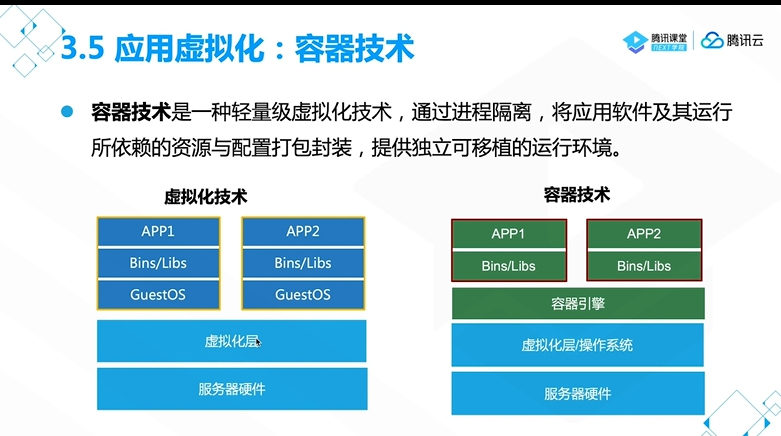 3.5 应用虚拟化：容器技术
腾讯课堂
NEXT学院
腾讯云
容器技术是一种轻量级虚拟化技术，通过进程隔离，将应用软件及其运行
所依赖的资源与配置打包封装，提供独立可移植的运行环境。
虚拟化技术
APP1
APP2
Bins/Libs
Bins/Libs
GuestOS
GuestOS
虚拟化层
服务器硬件
容器技术
APP1
APP2
Bins/Libs
Bins/Libs
容器引擎
虚拟化层/操作系统
服务器硬件